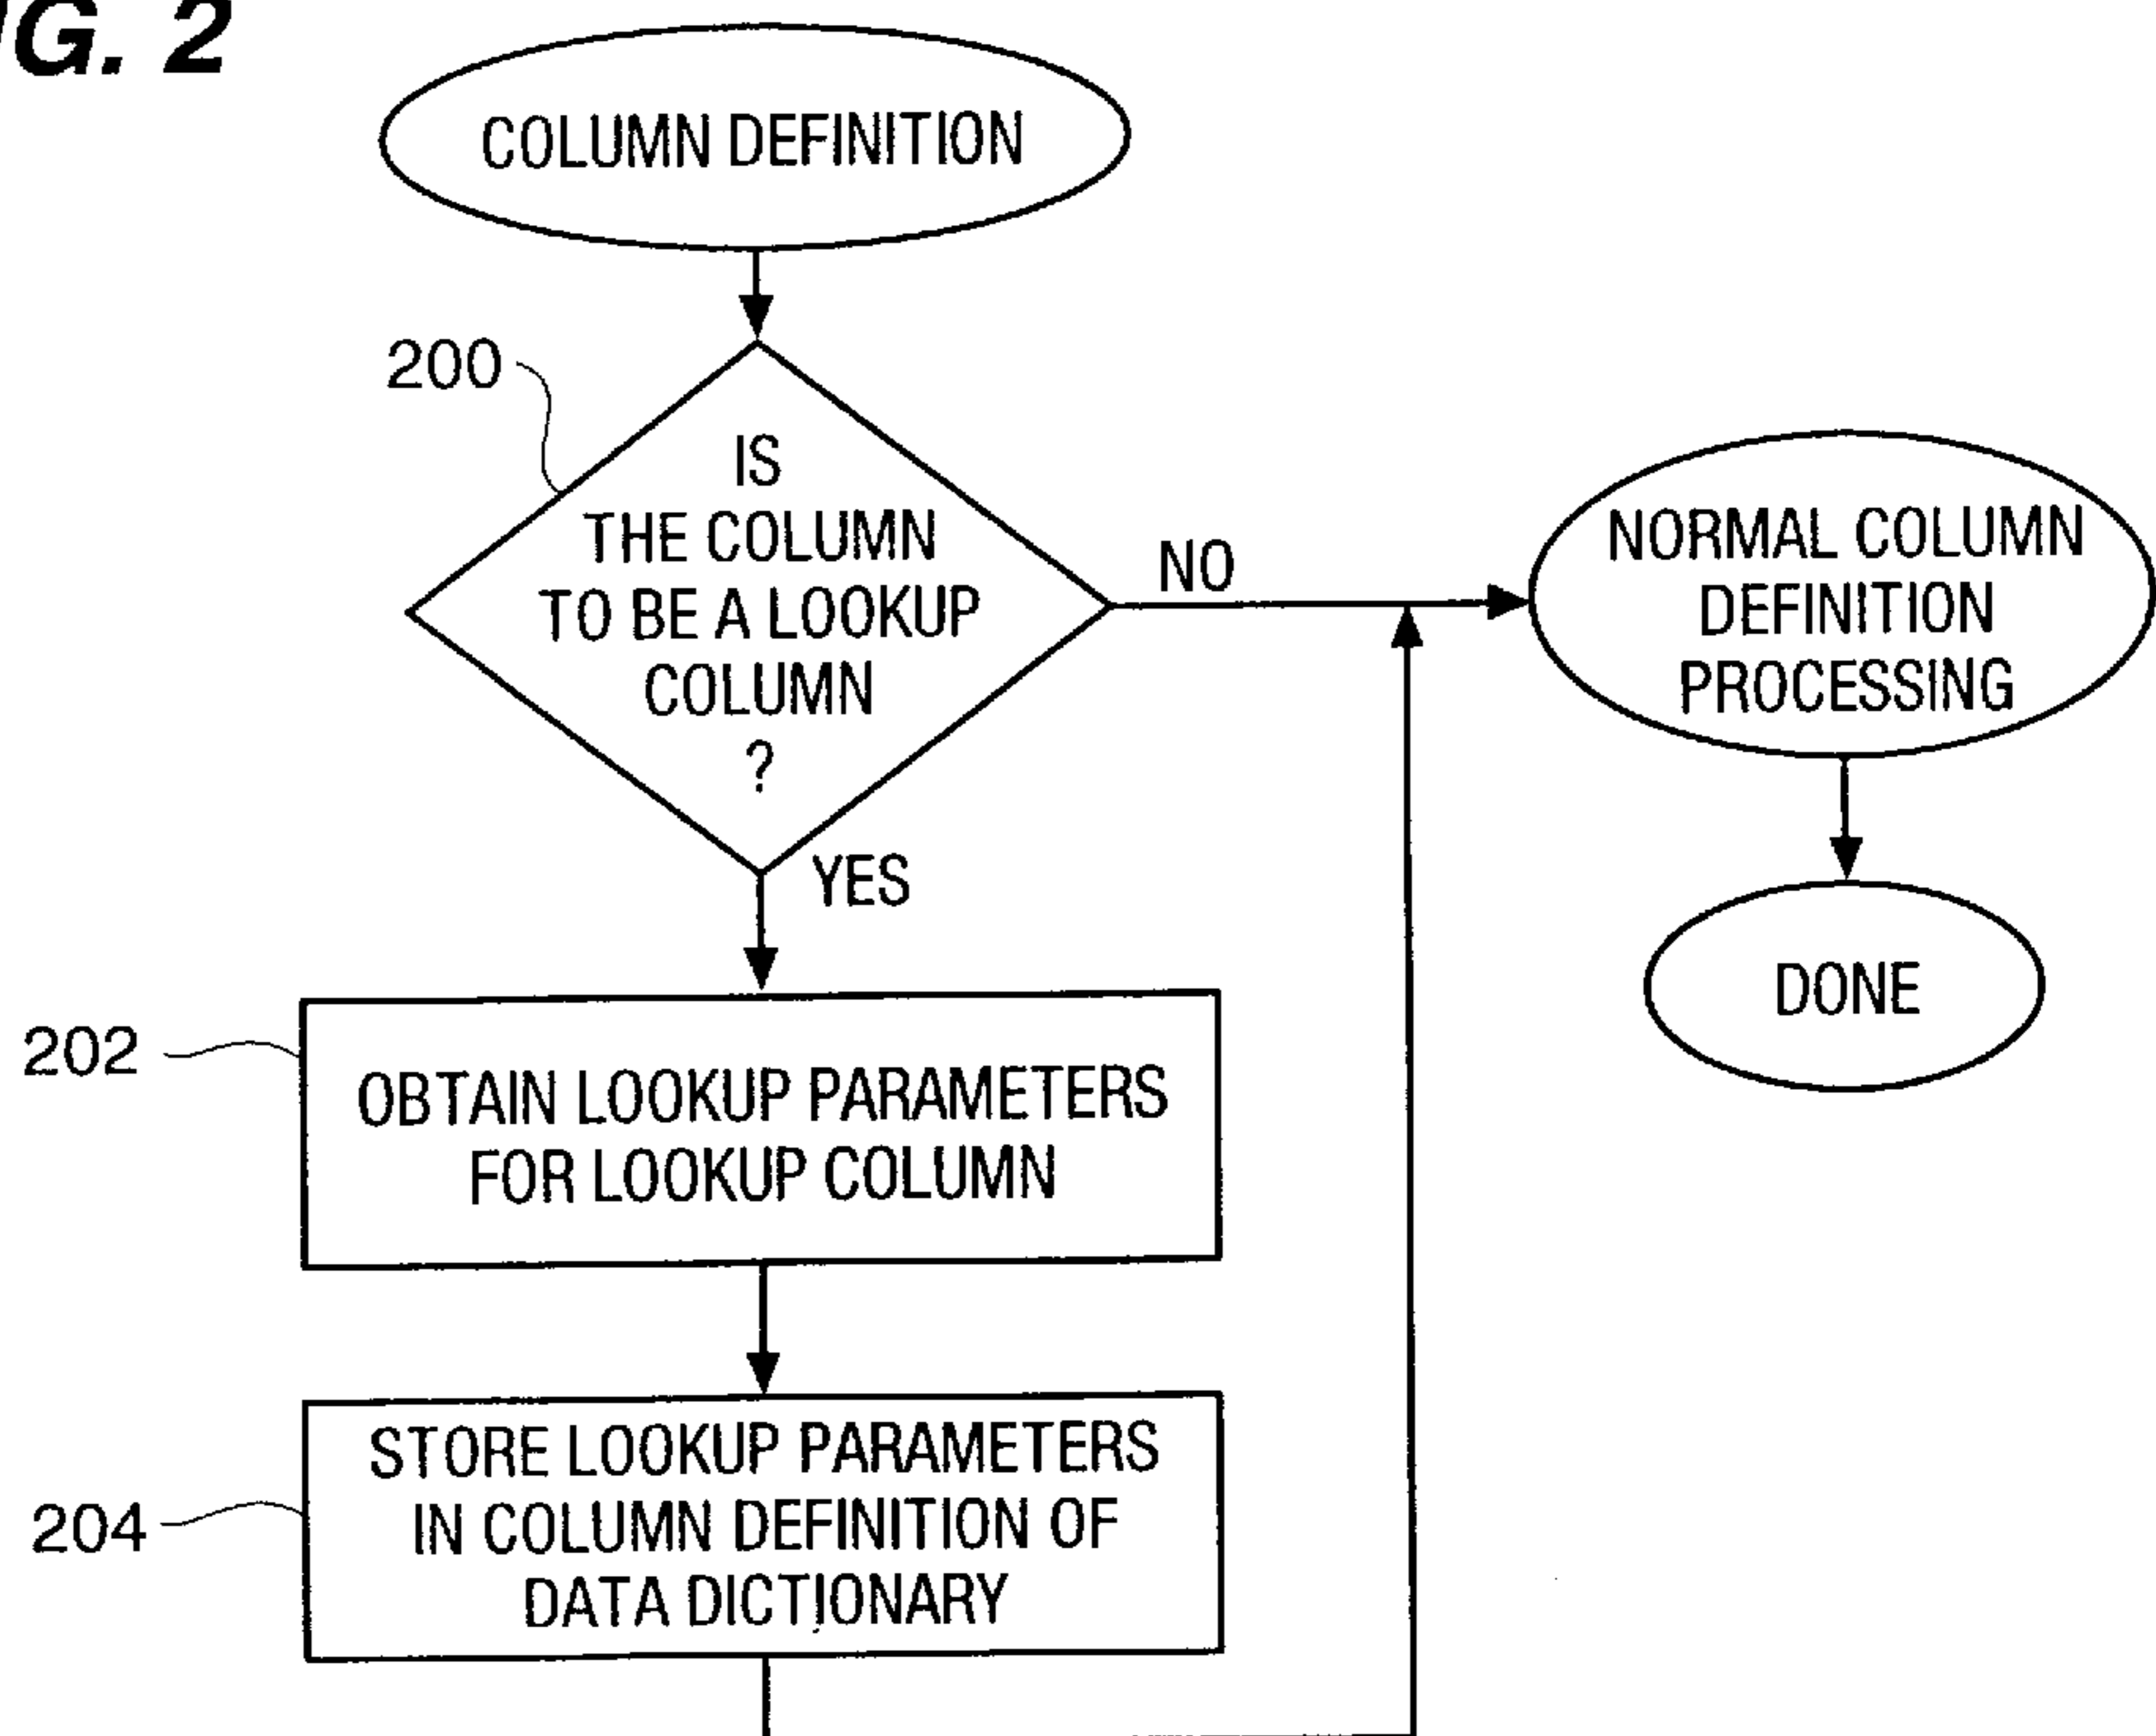 G. 2
COLUMN DEFINITION
200
IS
THE COLUMN
TO BE A LOOKUP
COLUMN
?
NO
NORMAL COLUMN
DEFINITION
PROCESSING
YES
DONE
202
OBTAIN LOOKUP PARAMETERS
FOR LOOKUP COLUMN
204
STORE LOOKUP PARAMETERS
IN COLUMN DEFINITION OF
DATA DICTIONARY